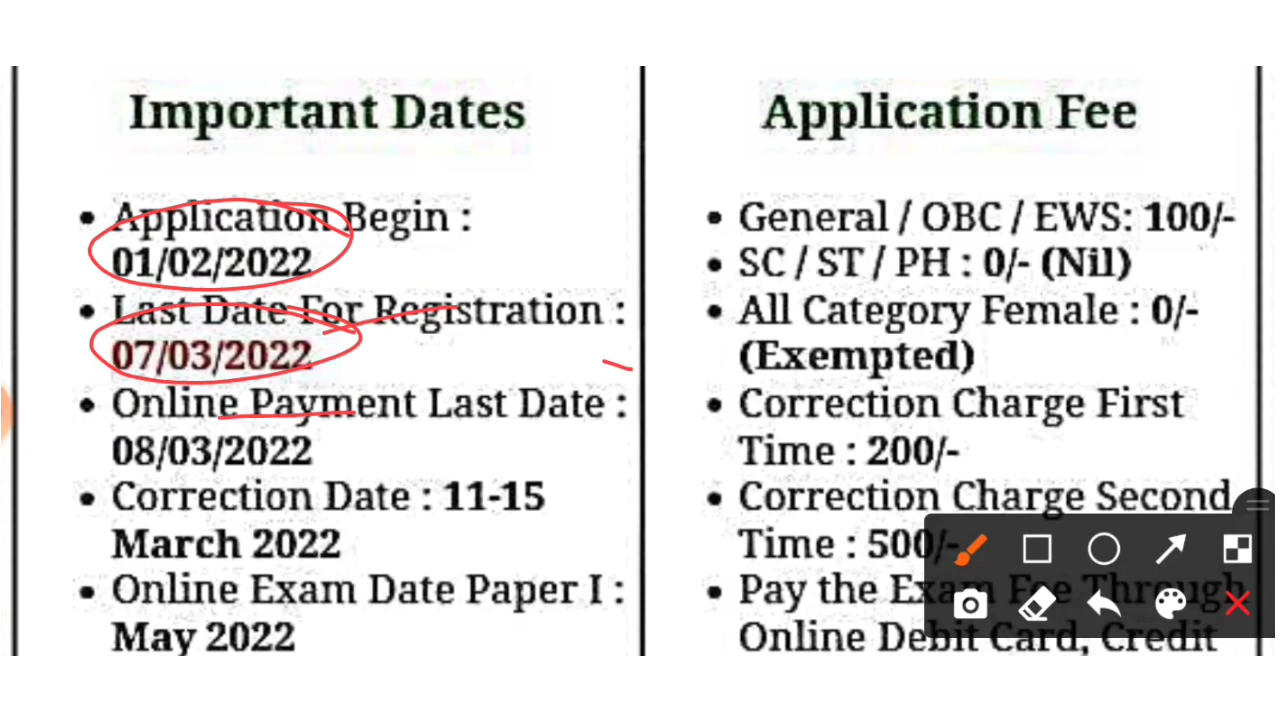 Important Dates
Application Begin :
01/02/2022
Last Date For Registration :
07/03/2022
Online Payment Last Date :
08/03/2022
Correction Date : 11-15
March 2022
Online Exam Date Paper I :
May 2022
Application Fee
General / OBC / EWS: 100/-
SC / ST / PH : 0/- (Nil)
All Category Female : 0/-
(Exempted)
Correction Charge First
Time : 200/-
Correction Charge Second
Time : 500/-
Pay the Exam Fee Through
Online Debit Card, Credit